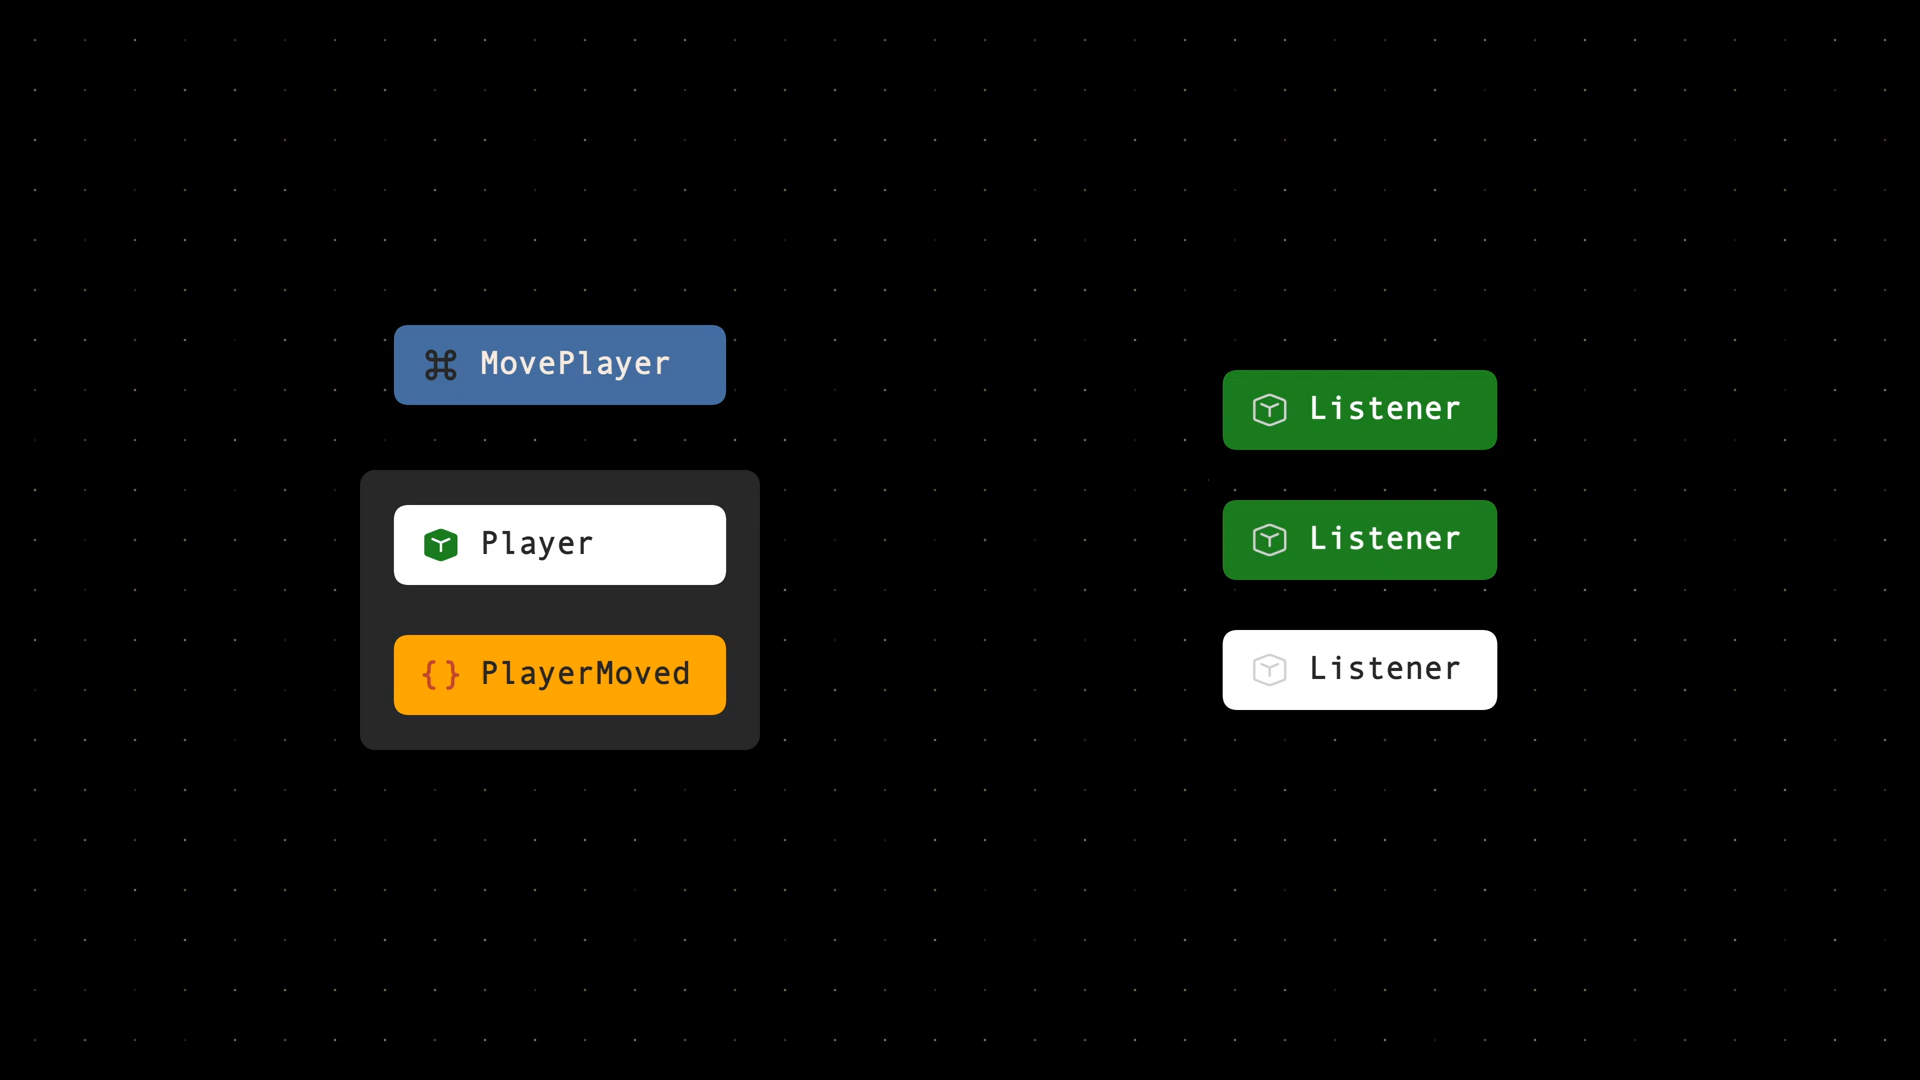 MovePlayer
Player
PlayerMoved
Listener
Listener
Listener